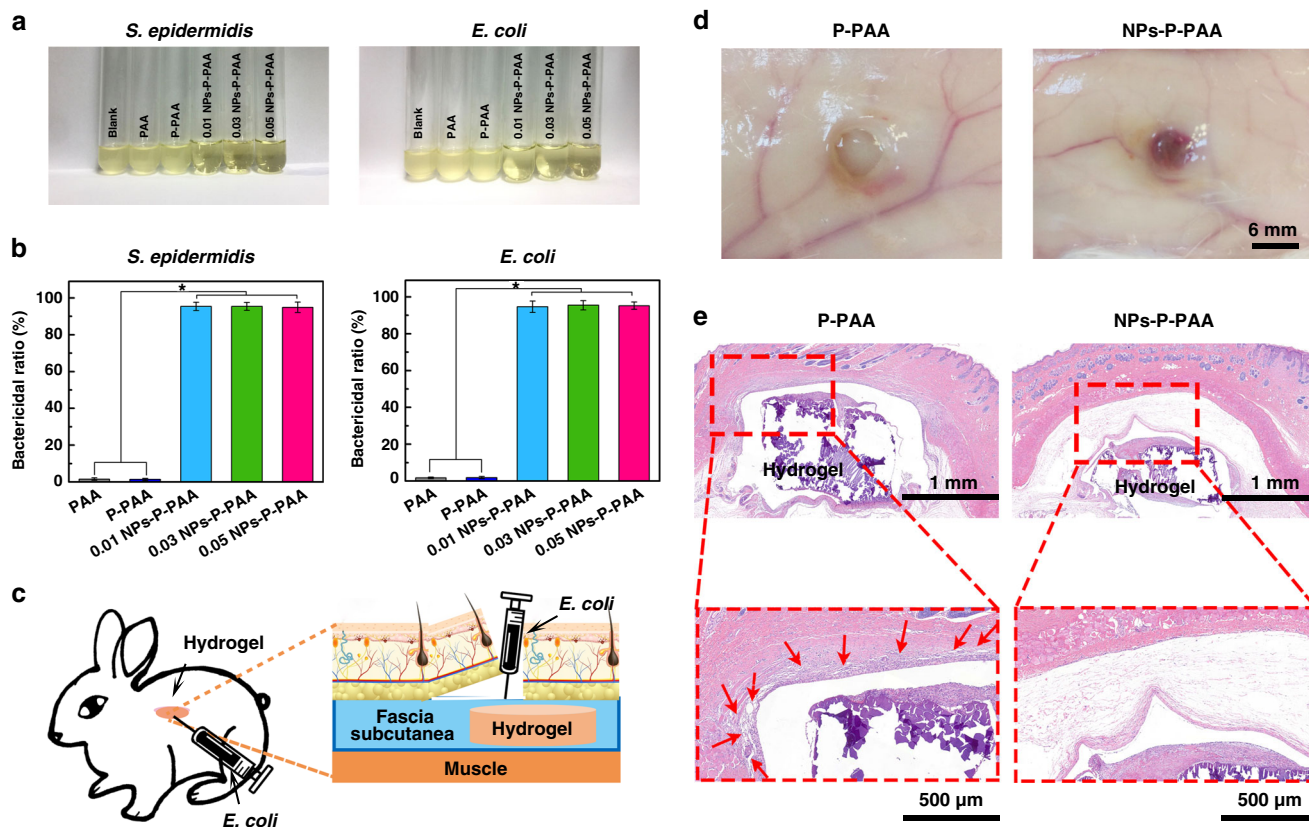 a
S. epidermidis
E. coli
Blank
PAA
P-PAA
0.01 NPs-P-PAA
0.03 NPs-P-PAA
0.05 NPs-P-PAA
Blank
PAA
P-PAA
0.01 NPs-P-PAA
0.03 NPs-P-PAA
0.05 NPs-P-PAA
b
S. epidermidis
Bactericidal ratio (%)
100
80
60
40
20
0
*
PAA
P-PAA
0.01 NPs-P-PAA
0.03 NPs-P-PAA
0.05 NPs-P-PAA
E. coli
Bactericidal ratio (%)
100
80
60
40
20
0
*
PAA
P-PAA
0.01 NPs-P-PAA
0.03 NPs-P-PAA
0.05 NPs-P-PAA
c
Hydrogel
E. coli
E. coli
Fascia
subcutanea
Hydrogel
Muscle
d
P-PAA
NPs-P-PAA
6 mm
e
P-PAA
NPs-P-PAA
Hydrogel
1 mm
Hydrogel
1 mm
500 µm
500 µm